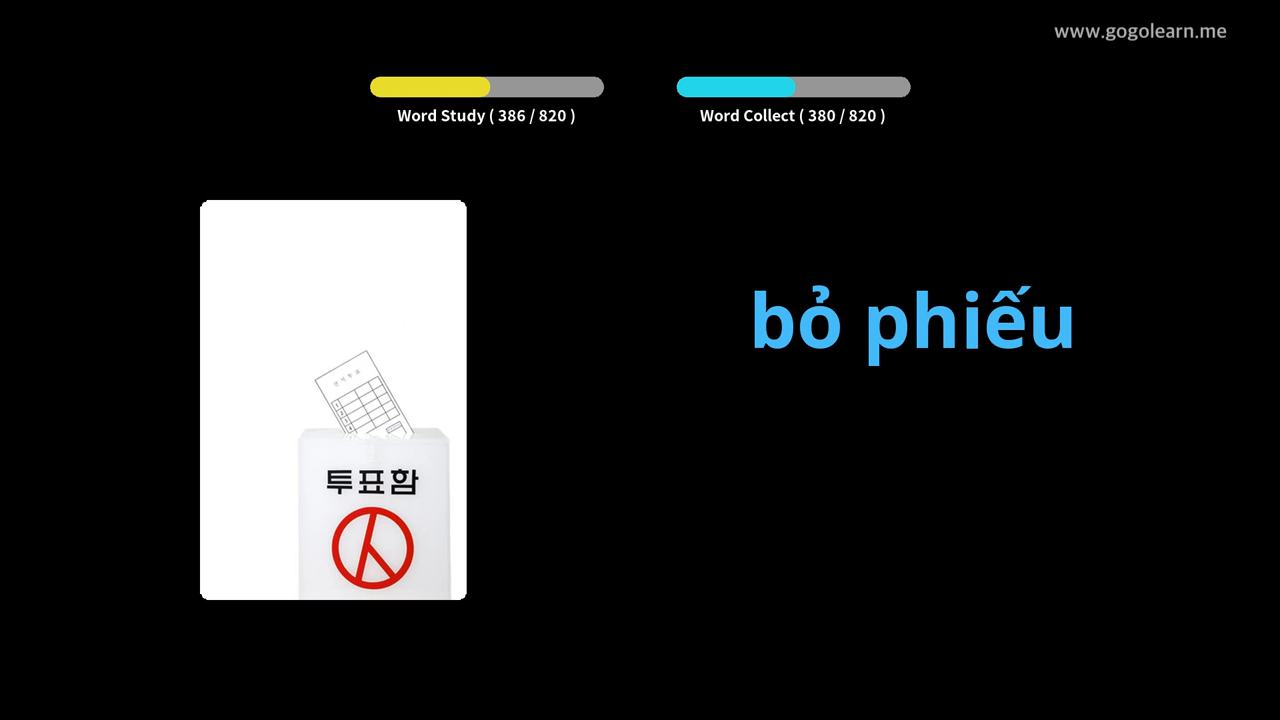 www.gogolearn.me
Word Study ( 386 / 820 )
Word Collect ( 380 / 820 )
bỏ phiếu
투표함